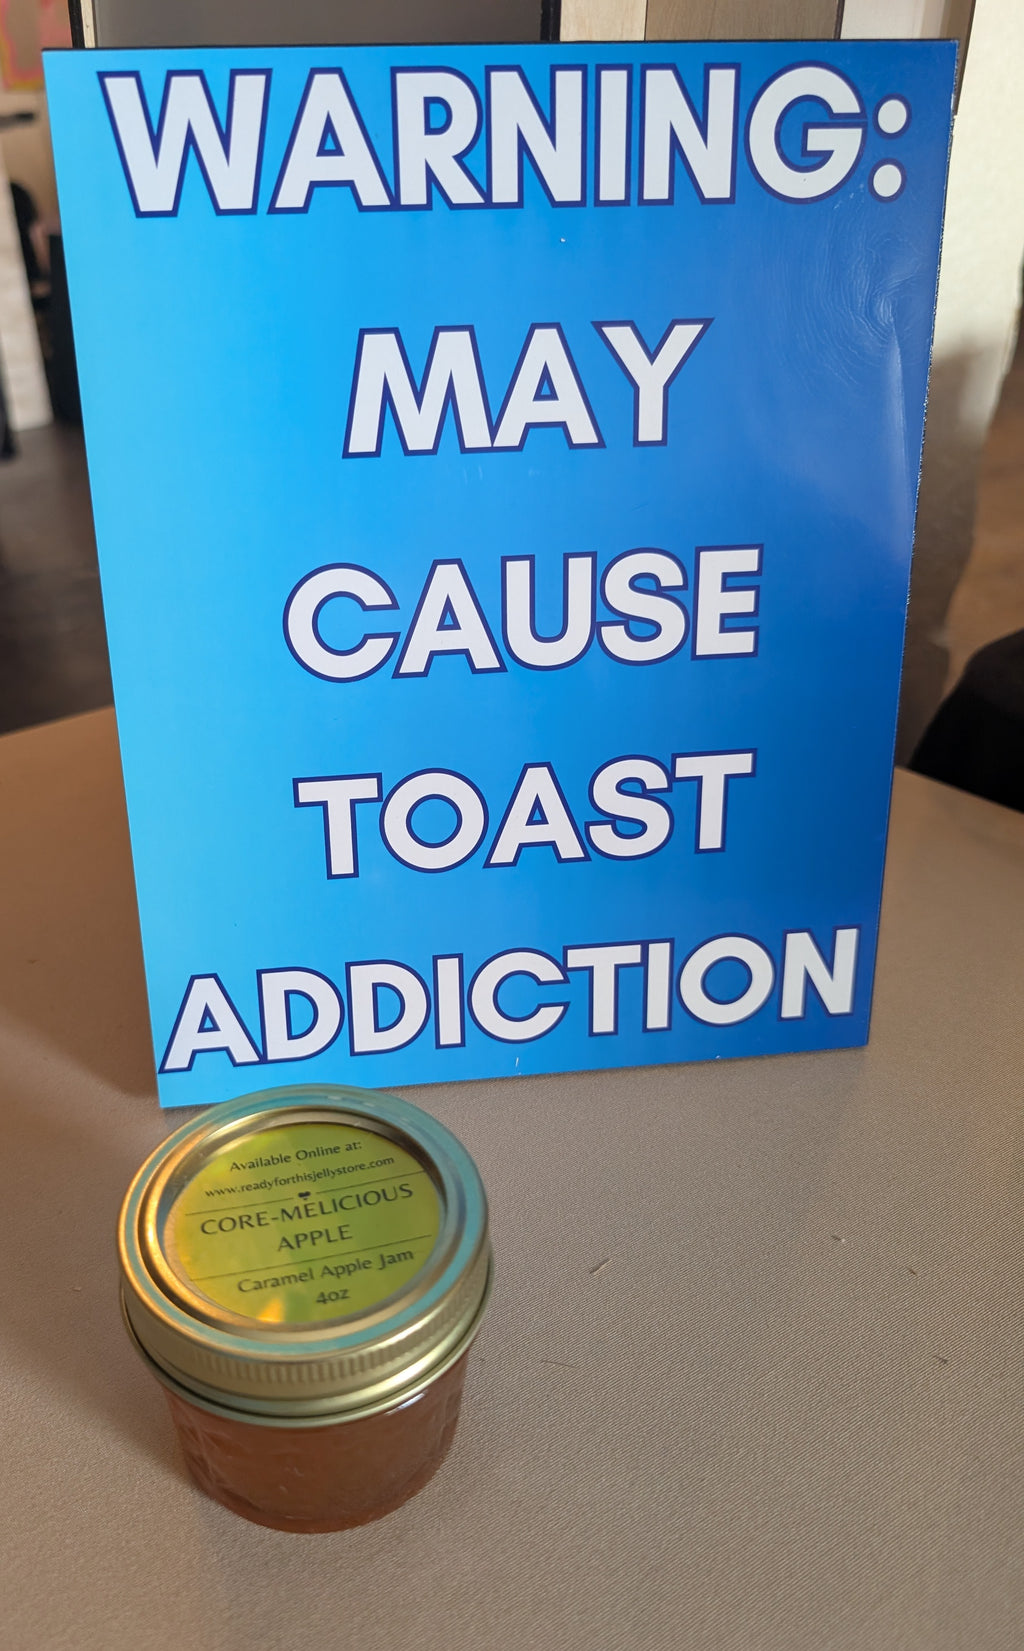 WARNING:
MAY
CAUSE
TOAST
ADDICTION
Available Online at:
www.readyforthisjellystore.com
CORE-MELICIOUS
APPLE
Caramel Apple Jam
4oz